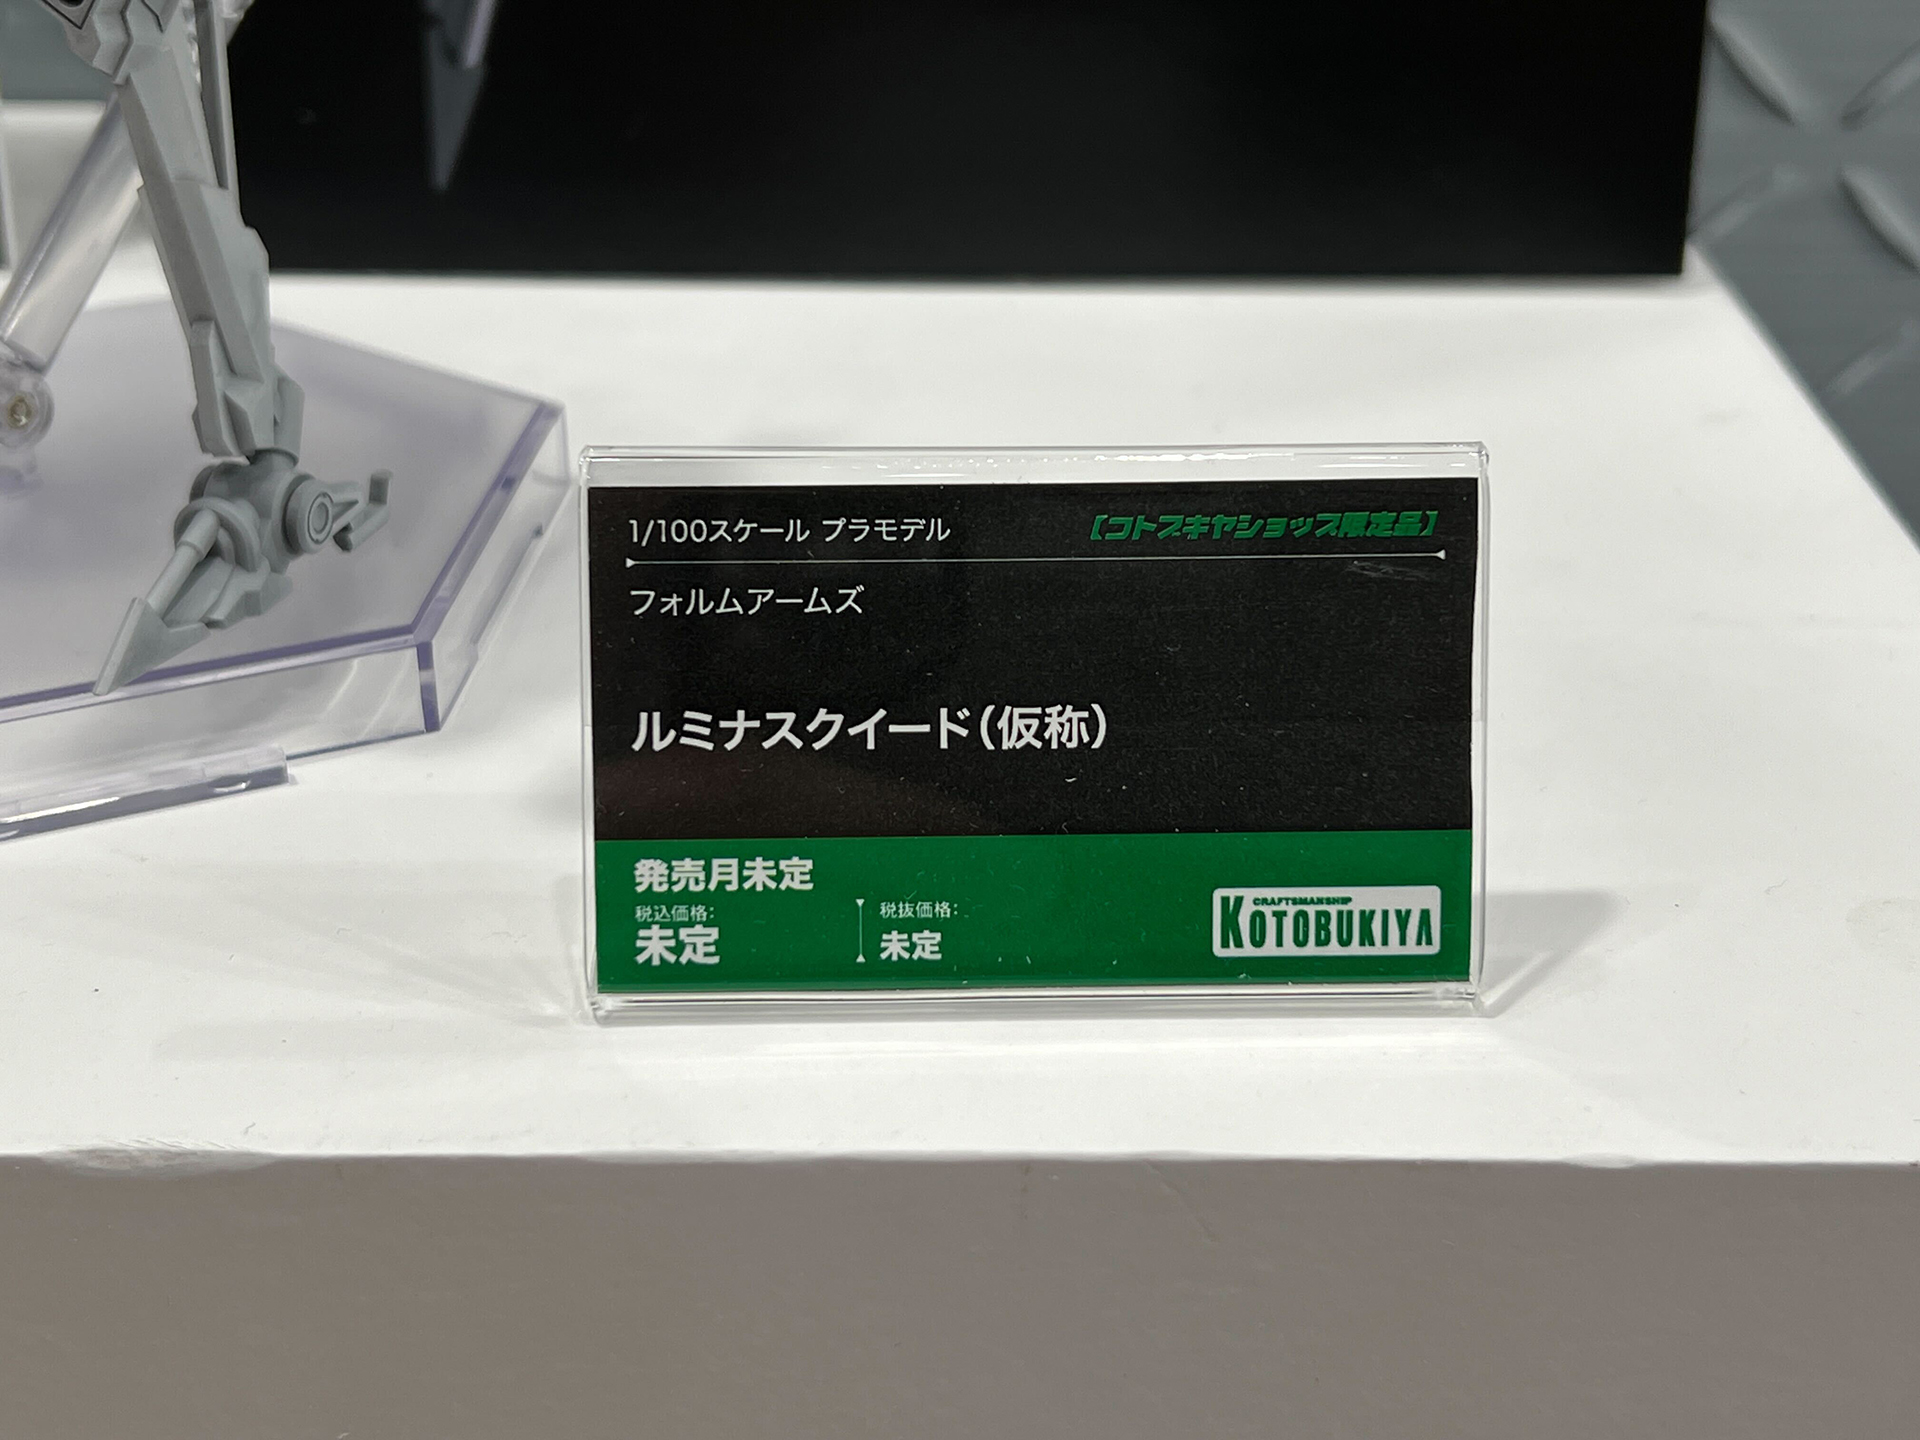 1/100スケール プラモデル
【コトブキヤショップ限定品】
フォルムアームズ
ルミナスクイード(仮称)
発売月未定
税込価格:
未定
税抜価格:
未定
CRAFTSMANSHIP
KOTOBUKIYA